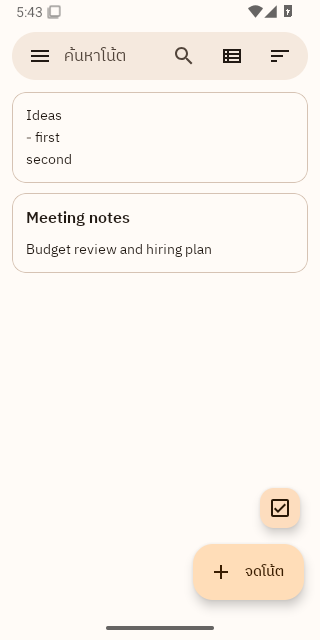 5:43
ค้นหาโน้ต
Ideas
- first
second
Meeting notes
Budget review and hiring plan
จดโน้ต